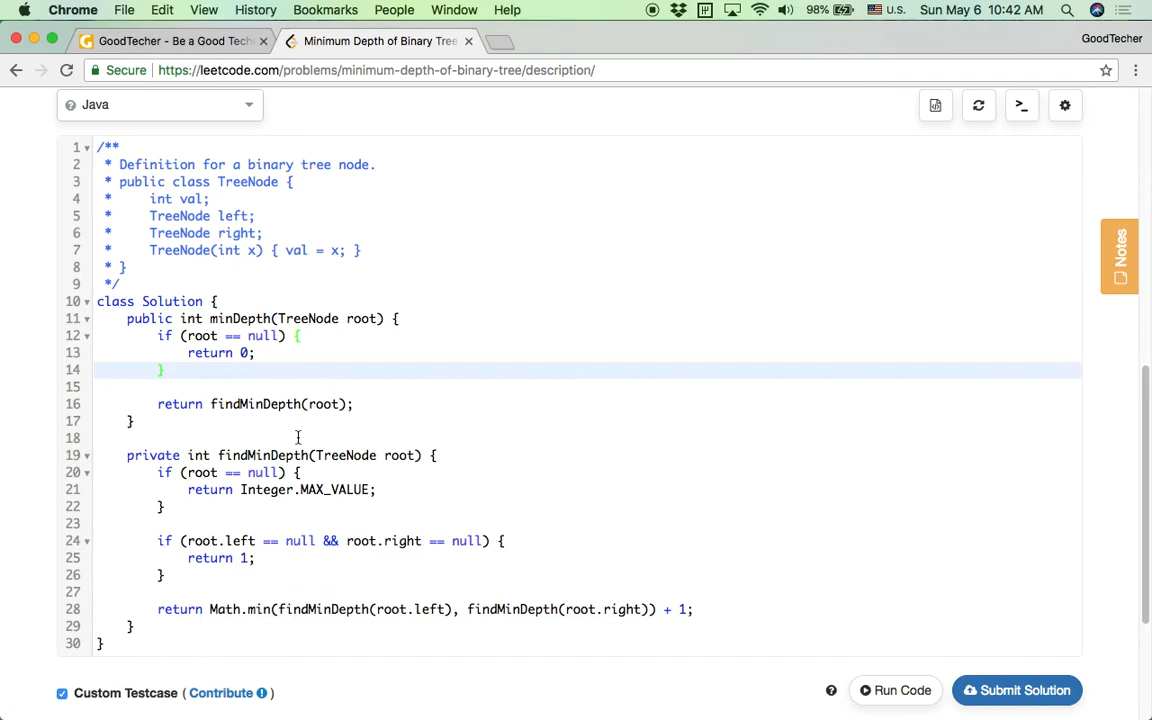 Chrome File Edit View History Bookmarks People Window Help 98% U.S. Sun May 6 10:42 AM
GoodTecher - Be a Good Tech Minimum Depth of Binary Tree GoodTecher
Secure https://leetcode.com/problems/minimum-depth-of-binary-tree/description/
? Java >_
1 /**
2 * Definition for a binary tree node.
3 * public class TreeNode {
4 * int val;
5 * TreeNode left;
6 * TreeNode right;
7 * TreeNode(int x) { val = x; }
8 * }
9 */
10 class Solution {
11 public int minDepth(TreeNode root) {
12 if (root == null) {
13 return 0;
14 }
15
16 return findMinDepth(root);
17 }
18
19 private int findMinDepth(TreeNode root) {
20 if (root == null) {
21 return Integer.MAX_VALUE;
22 }
23
24 if (root.left == null && root.right == null) {
25 return 1;
26 }
27
28 return Math.min(findMinDepth(root.left), findMinDepth(root.right)) + 1;
29 }
30 }
Notes
Custom Testcase ( Contribute ! ) ? Run Code Submit Solution